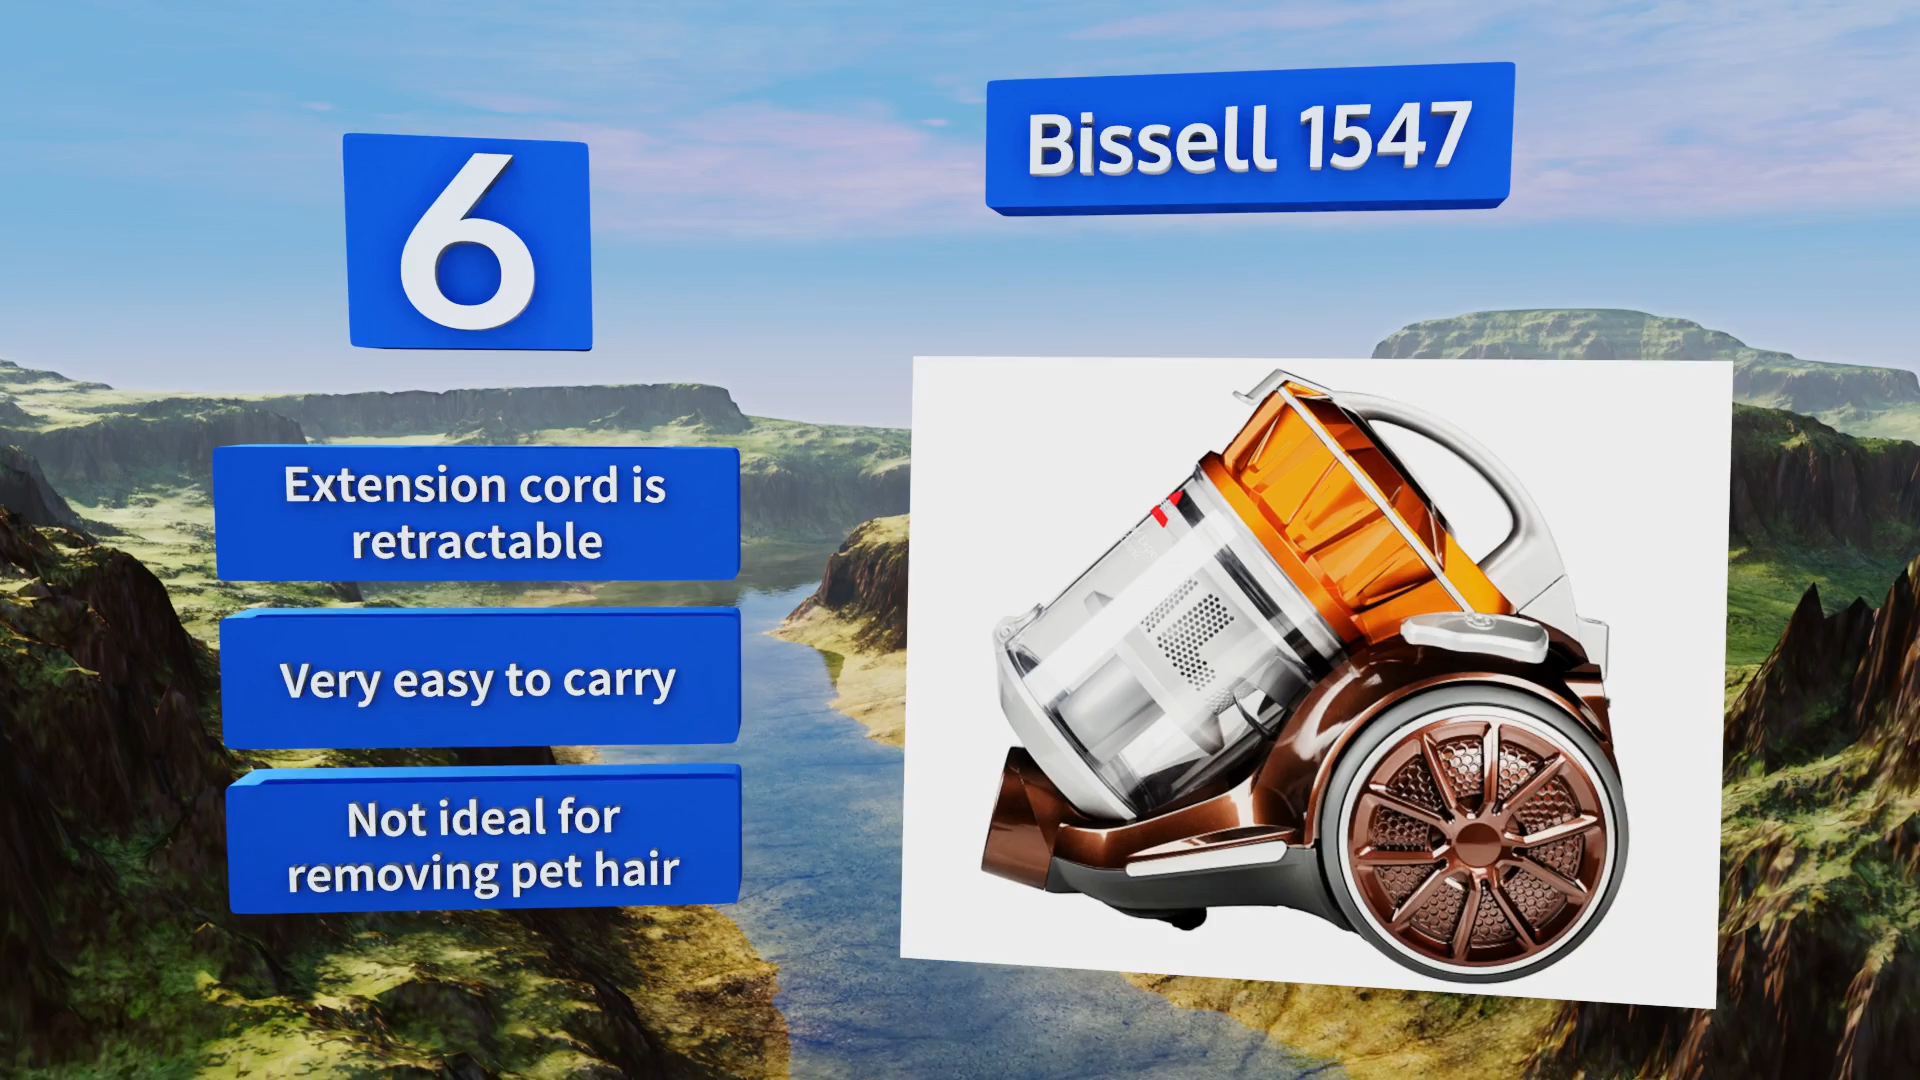 6
Bissell 1547
Extension cord is
retractable
Very easy to carry
Not ideal for
removing pet hair